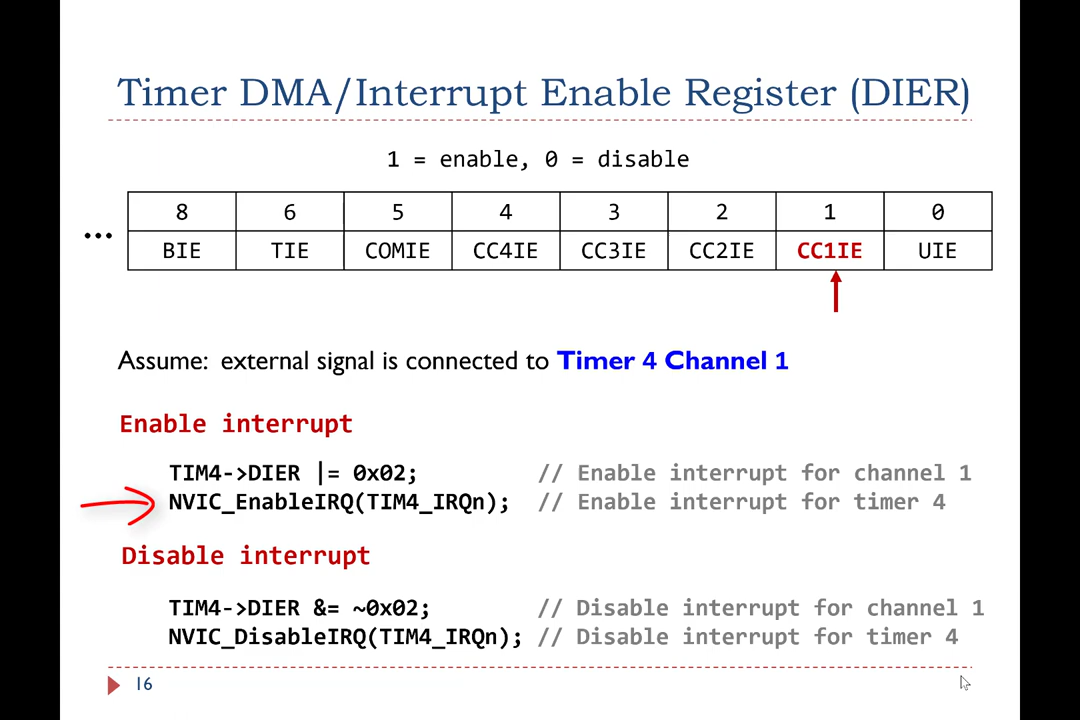 Timer DMA/Interrupt Enable Register (DIER)
1 = enable, 0 = disable
... 8 6 5 4 3 2 1 0
BIE TIE COMIE CC4IE CC3IE CC2IE CC1IE UIE
Assume: external signal is connected to Timer 4 Channel 1
Enable interrupt
TIM4->DIER |= 0x02; // Enable interrupt for channel 1
NVIC_EnableIRQ(TIM4_IRQn); // Enable interrupt for timer 4
Disable interrupt
TIM4->DIER &= ~0x02; // Disable interrupt for channel 1
NVIC_DisableIRQ(TIM4_IRQn); // Disable interrupt for timer 4
16